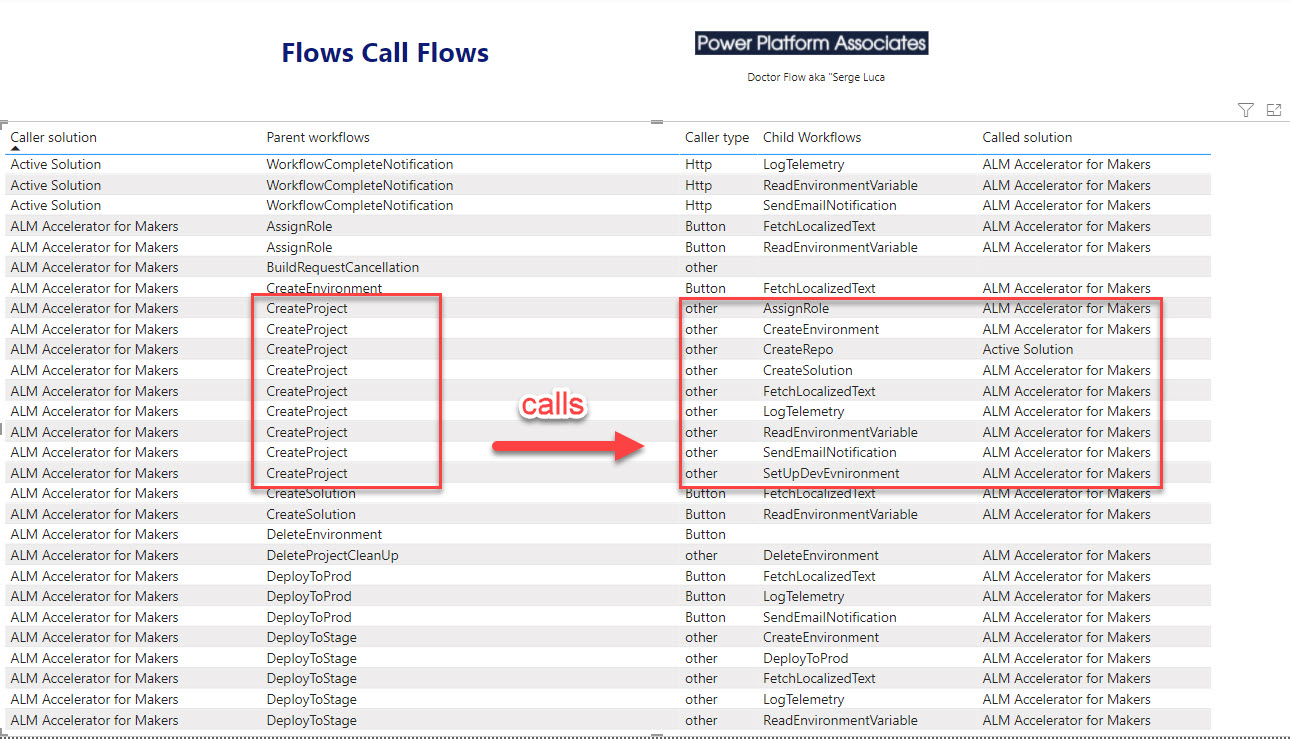 Flows Call Flows
Power Platform Associates
Doctor Flow aka "Serge Luca
Caller solution Parent workflows Caller type Child Workflows Called solution
Active Solution WorkflowCompleteNotification Http LogTelemetry ALM Accelerator for Makers
Active Solution WorkflowCompleteNotification Http ReadEnvironmentVariable ALM Accelerator for Makers
Active Solution WorkflowCompleteNotification Http SendEmailNotification ALM Accelerator for Makers
ALM Accelerator for Makers AssignRole Button FetchLocalizedText ALM Accelerator for Makers
ALM Accelerator for Makers AssignRole Button ReadEnvironmentVariable ALM Accelerator for Makers
ALM Accelerator for Makers BuildRequestCancellation other
ALM Accelerator for Makers CreateEnvironment Button FetchLocalizedText ALM Accelerator for Makers
ALM Accelerator for Makers CreateProject other AssignRole ALM Accelerator for Makers
ALM Accelerator for Makers CreateProject other CreateEnvironment ALM Accelerator for Makers
ALM Accelerator for Makers CreateProject other CreateRepo Active Solution
ALM Accelerator for Makers CreateProject other CreateSolution ALM Accelerator for Makers
ALM Accelerator for Makers CreateProject other FetchLocalizedText ALM Accelerator for Makers
calls
ALM Accelerator for Makers CreateProject other LogTelemetry ALM Accelerator for Makers
ALM Accelerator for Makers CreateProject other ReadEnvironmentVariable ALM Accelerator for Makers
ALM Accelerator for Makers CreateProject other SendEmailNotification ALM Accelerator for Makers
ALM Accelerator for Makers CreateProject other SetUpDevEvnironment ALM Accelerator for Makers
ALM Accelerator for Makers CreateSolution Button FetchLocalizedText ALM Accelerator for Makers
ALM Accelerator for Makers CreateSolution Button ReadEnvironmentVariable ALM Accelerator for Makers
ALM Accelerator for Makers DeleteEnvironment Button
ALM Accelerator for Makers DeleteProjectCleanUp other DeleteEnvironment ALM Accelerator for Makers
ALM Accelerator for Makers DeployToProd Button FetchLocalizedText ALM Accelerator for Makers
ALM Accelerator for Makers DeployToProd Button LogTelemetry ALM Accelerator for Makers
ALM Accelerator for Makers DeployToProd Button SendEmailNotification ALM Accelerator for Makers
ALM Accelerator for Makers DeployToStage other CreateEnvironment ALM Accelerator for Makers
ALM Accelerator for Makers DeployToStage other DeployToProd ALM Accelerator for Makers
ALM Accelerator for Makers DeployToStage other FetchLocalizedText ALM Accelerator for Makers
ALM Accelerator for Makers DeployToStage other LogTelemetry ALM Accelerator for Makers
ALM Accelerator for Makers DeployToStage other ReadEnvironmentVariable ALM Accelerator for Makers